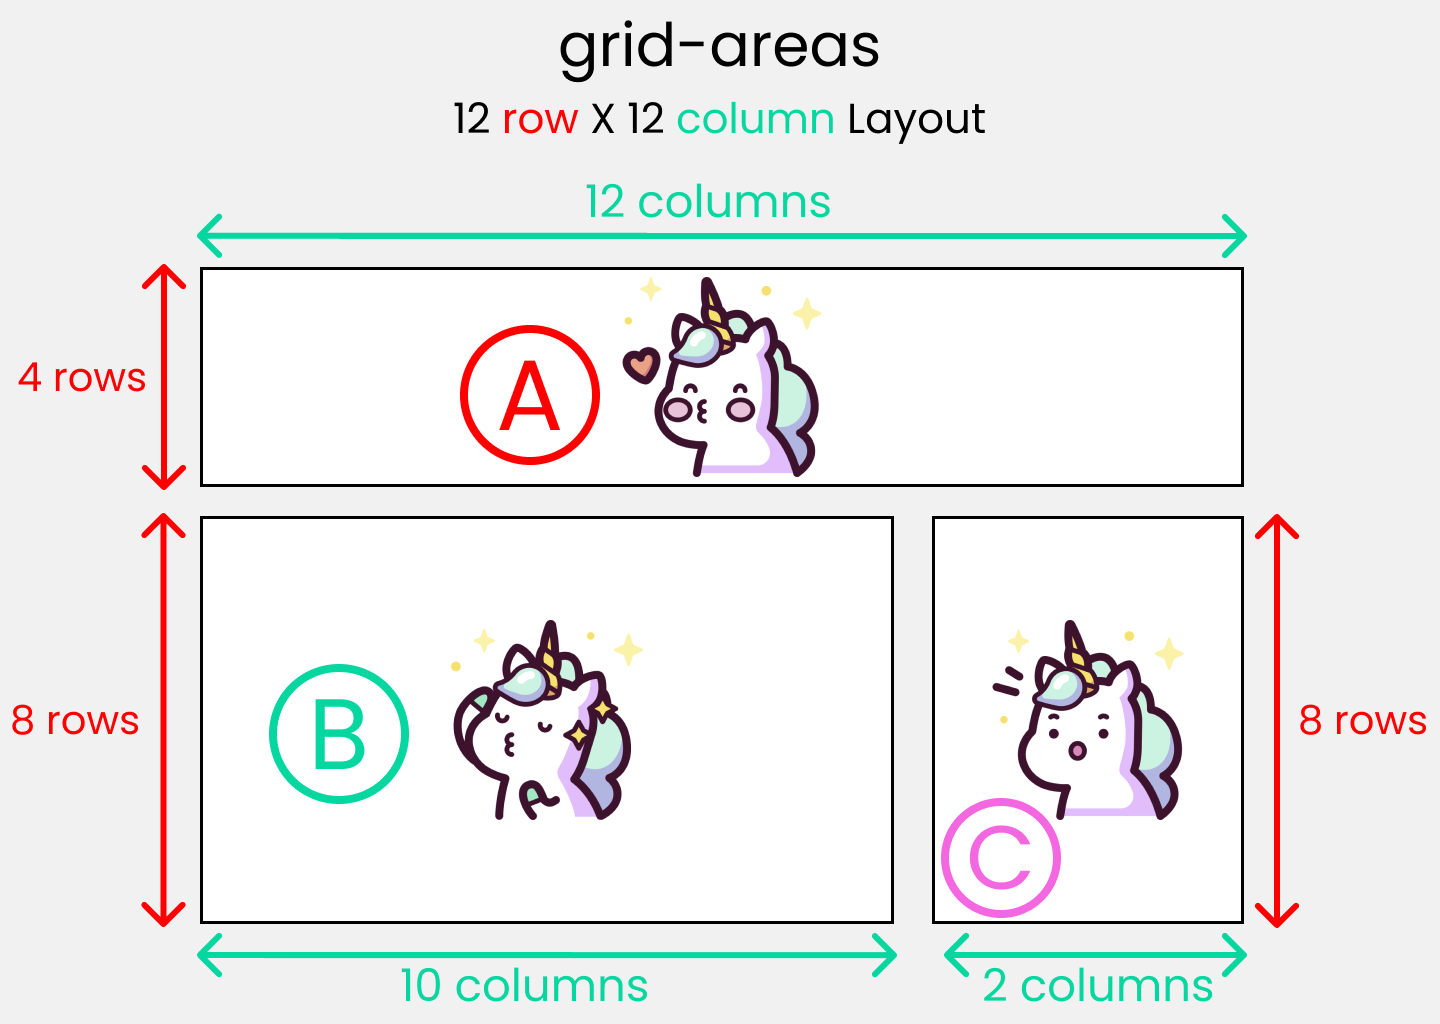 grid-areas
12 row X 12 column Layout
12 columns
4 rows
A
8 rows
B
C
8 rows
10 columns
2 columns